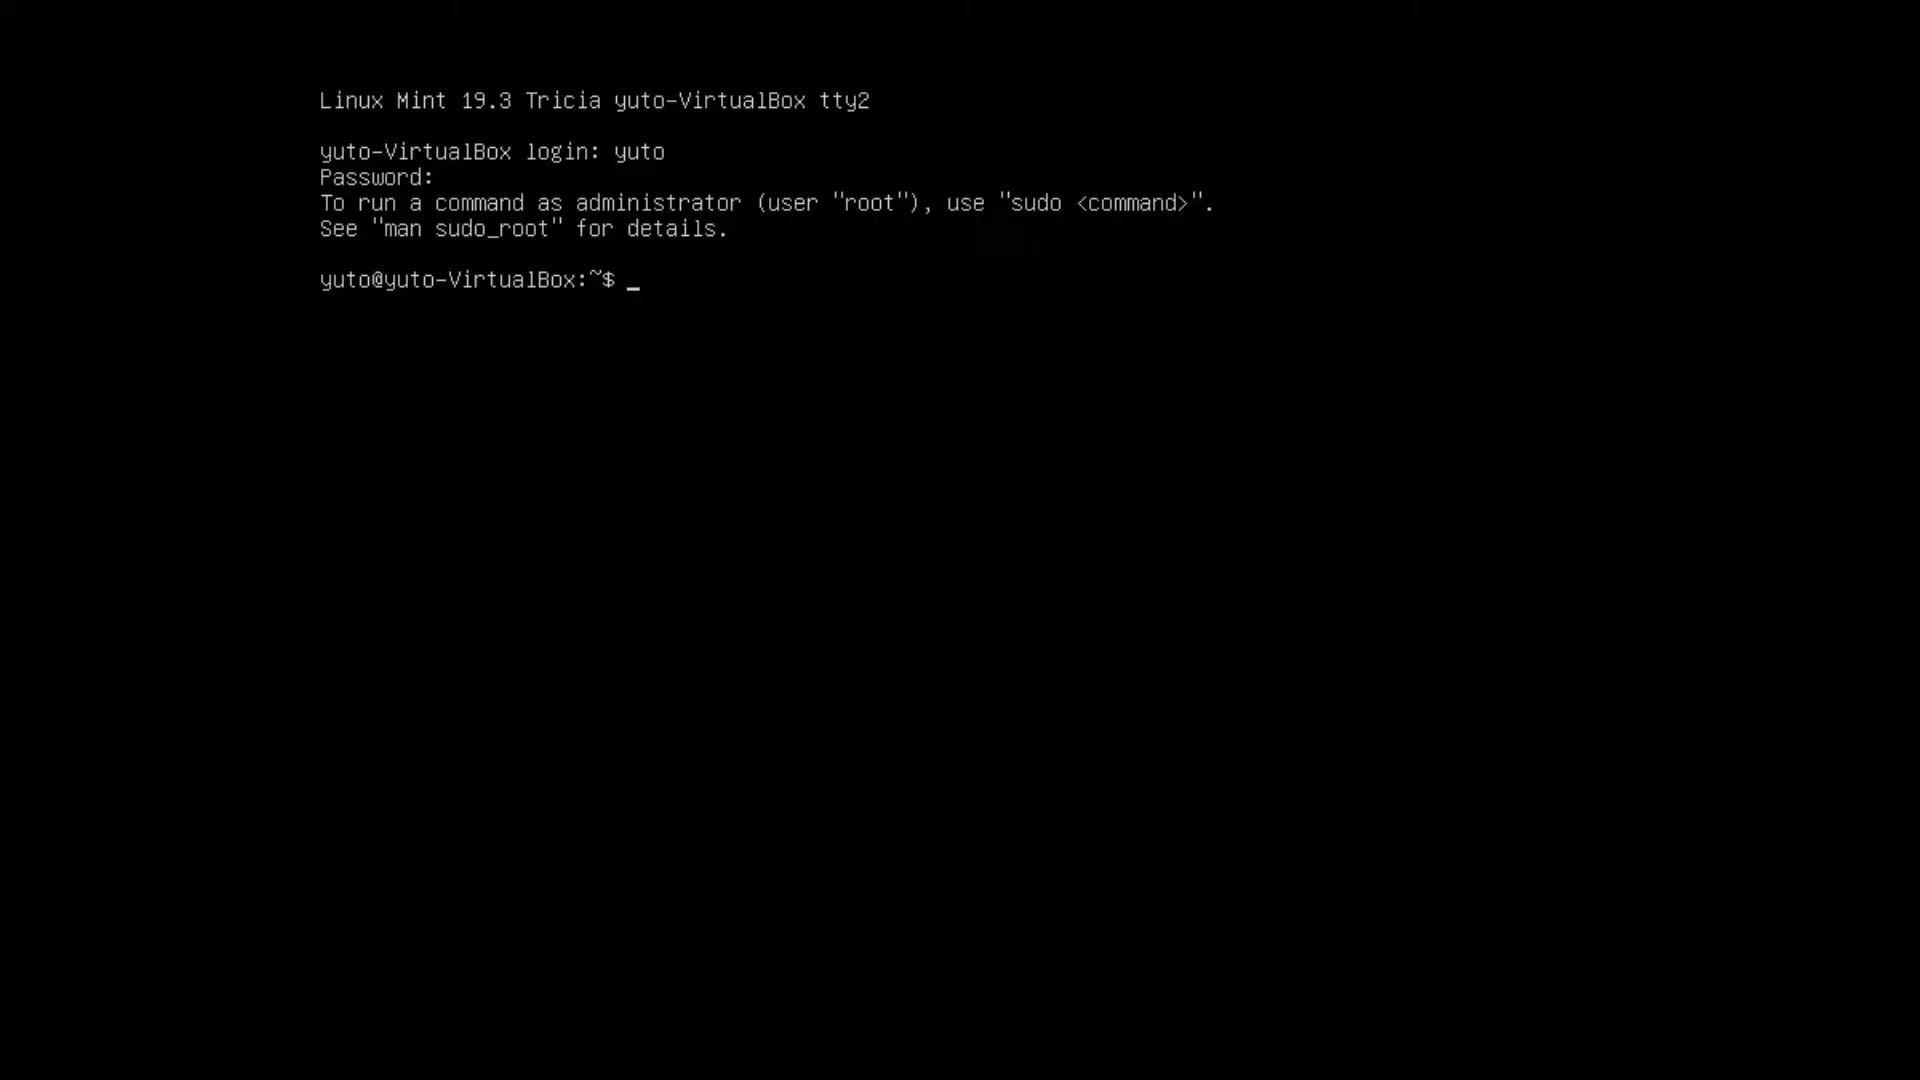 Linux Mint 19.3 Tricia yuto-VirtualBox tty2
yuto-VirtualBox login: yuto
Password:
To run a command as administrator (user "root"), use "sudo <command>".
See "man sudo_root" for details.
yuto@yuto-VirtualBox:~$ _